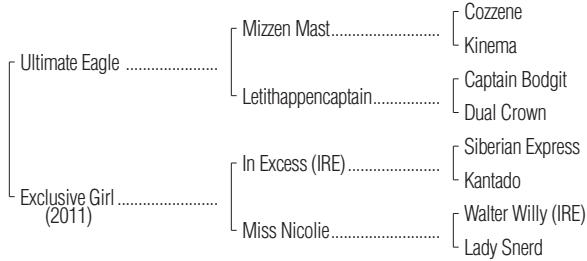 Cozzene
Mizzen Mast
Kinema
Ultimate Eagle
Captain Bodgit
Letithappencaptain
Dual Crown
Siberian Express
In Excess (IRE)
Kantado
Exclusive Girl
(2011)
Walter Willy (IRE)
Miss Nicolie
Lady Snerd